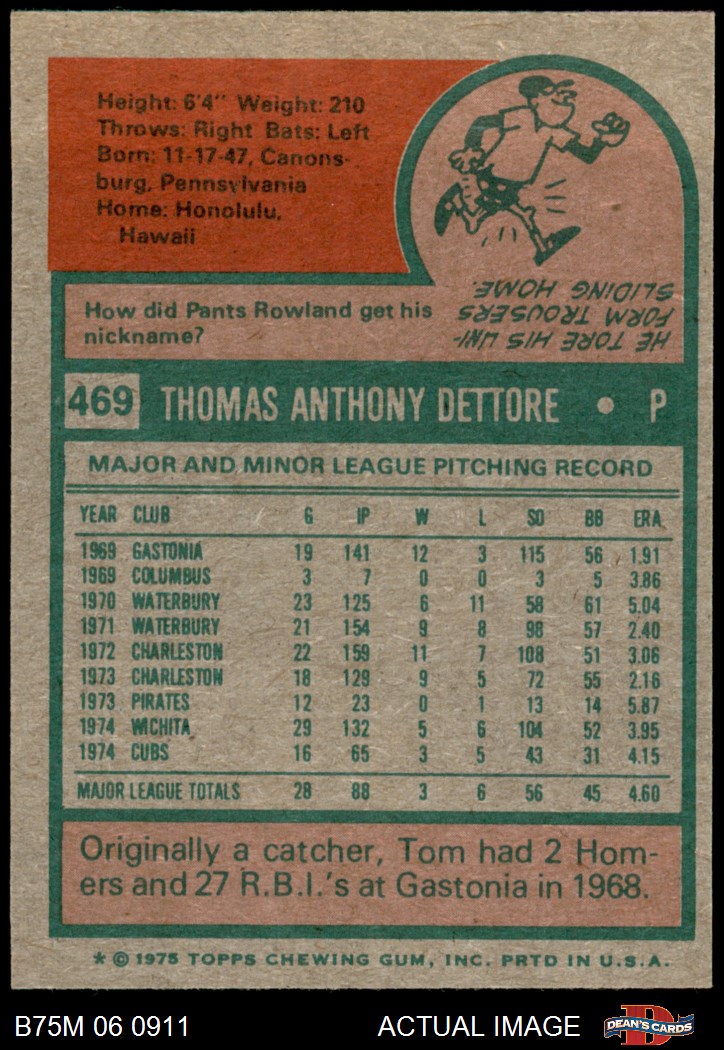 Height: 6'4" Weight: 210
Throws: Right Bats: Left
Born: 11-17-47, Canons-
burg, Pennsylvania
Home: Honolulu,
Hawaii
How did Pants Rowland get his
nickname?
HE TORE HIS UNI-
FORM TROUSERS
SLIDING HOME.
469 THOMAS ANTHONY DETTORE • P
MAJOR AND MINOR LEAGUE PITCHING RECORD
YEAR CLUB G IP W L SO BB ERA
1969 GASTONIA 19 141 12 3 115 56 1.91
1969 COLUMBUS 3 7 0 0 3 5 3.86
1970 WATERBURY 23 125 6 11 58 61 5.04
1971 WATERBURY 21 154 9 8 98 57 2.40
1972 CHARLESTON 22 159 11 7 108 51 3.06
1973 CHARLESTON 18 129 9 5 72 55 2.16
1973 PIRATES 12 23 0 1 13 14 5.87
1974 WICHITA 29 132 5 6 104 52 3.95
1974 CUBS 16 65 3 5 43 31 4.15
MAJOR LEAGUE TOTALS 28 88 3 6 56 45 4.60
Originally a catcher, Tom had 2 Hom-
ers and 27 R.B.I.'s at Gastonia in 1968.
* © 1975 TOPPS CHEWING GUM, INC. PRTD IN U.S.A.
B75M 06 0911 ACTUAL IMAGE DEAN'S CARDS